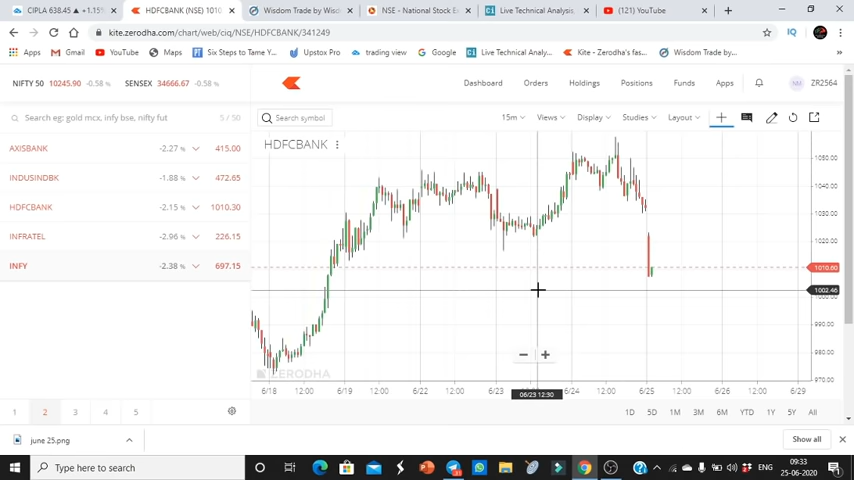 CIPLA 638.45 ▲ +1.15%
HDFCBANK (NSE) 1010
Wisdom Trade by Wisd
NSE - National Stock Ex
Live Technical Analysis
(121) YouTube
kite.zerodha.com/chart/web/ciq/NSE/HDFCBANK/341249
Apps
Gmail
YouTube
Maps
Six Steps to Tame Y...
Upstox Pro
trading view
Google
Live Technical Analy...
Kite - Zerodha's fas...
Wisdom Trade by...
NIFTY 50 10245.90 -0.58 %
SENSEX 34666.67 -0.58 %
Dashboard
Orders
Holdings
Positions
Funds
Apps
NM
ZR2564
Search eg: gold mcx, infy bse, nifty fut
5 / 50
Search symbol
15m
Views
Display
Studies
Layout
AXISBANK -2.27 % 415.00
INDUSINDBK -1.88 % 472.65
HDFCBANK -2.15 % 1010.30
INFRATEL -2.96 % 226.15
INFY -2.38 % 697.15
HDFCBANK
1050.00
1040.00
1030.00
1020.00
1010.60
1002.46
1000.00
990.00
980.00
970.00
ZERODHA
6/18 12:00 6/19 12:00 6/22 12:00 6/23 6/24 12:00 6/25 12:00 6/26 12:00 6/29
06/23 12:30
1 2 3 4 5
1D 5D 1M 3M 6M YTD 1Y 5Y All
june 25.png
Show all
Type here to search
ENG
09:33
25-06-2020